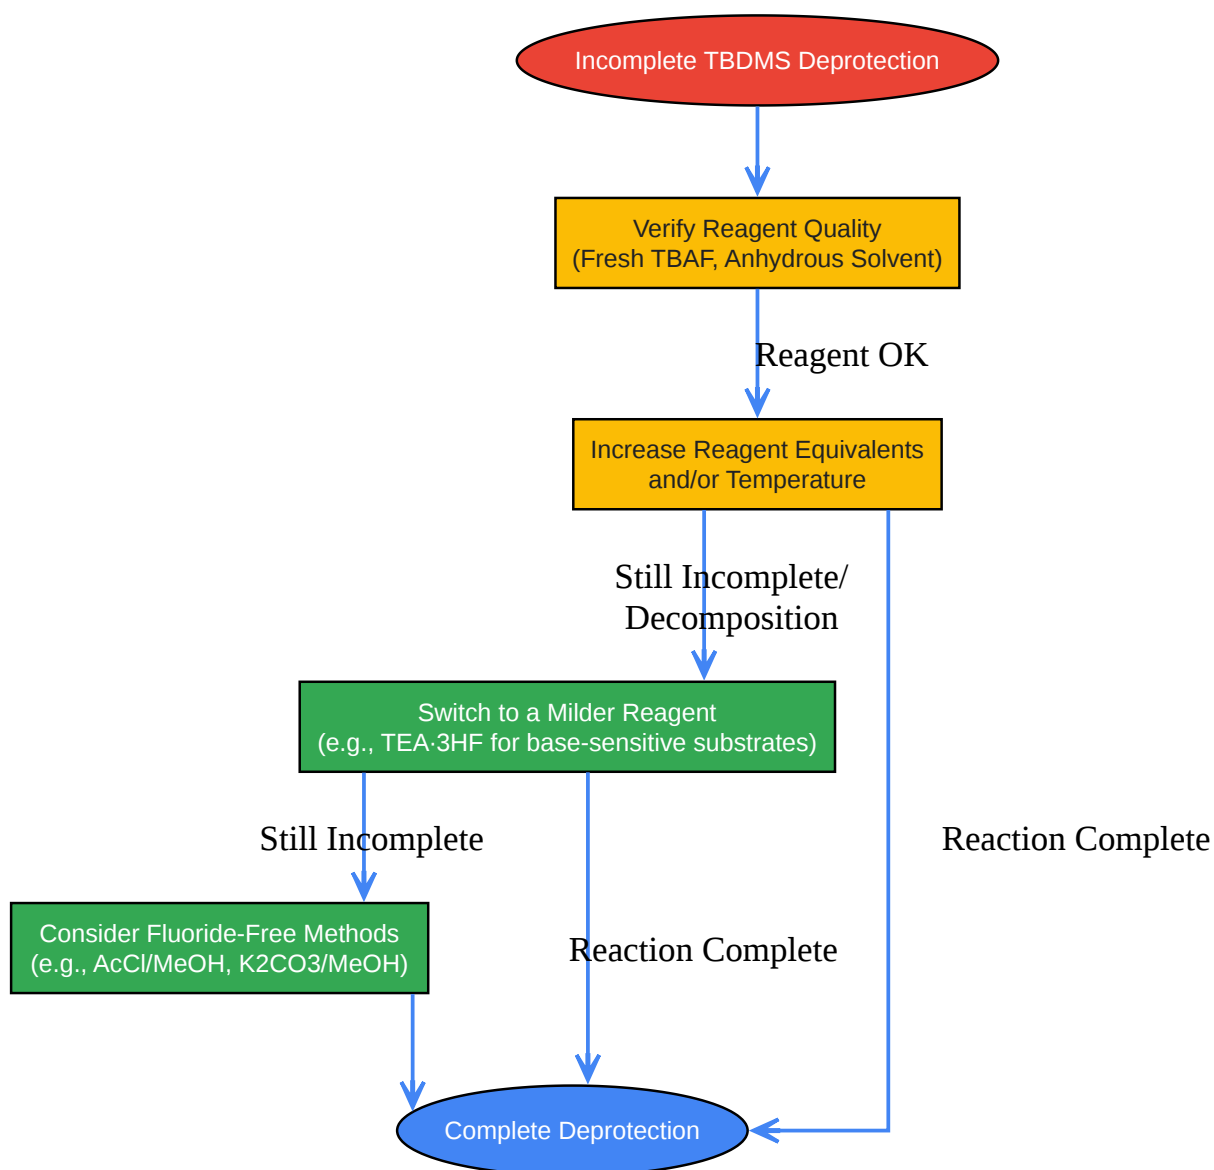 Incomplete TBDMS Deprotection
Verify Reagent Quality
(Fresh TBAF, Anhydrous Solvent)
Reagent OK
Increase Reagent Equivalents
and/or Temperature
Still Incomplete/
Decomposition
Switch to a Milder Reagent
(e.g., TEA·3HF for base-sensitive substrates)
Still Incomplete
Reaction Complete
Consider Fluoride-Free Methods
(e.g., AcCl/MeOH, K2CO3/MeOH)
Reaction Complete
Complete Deprotection